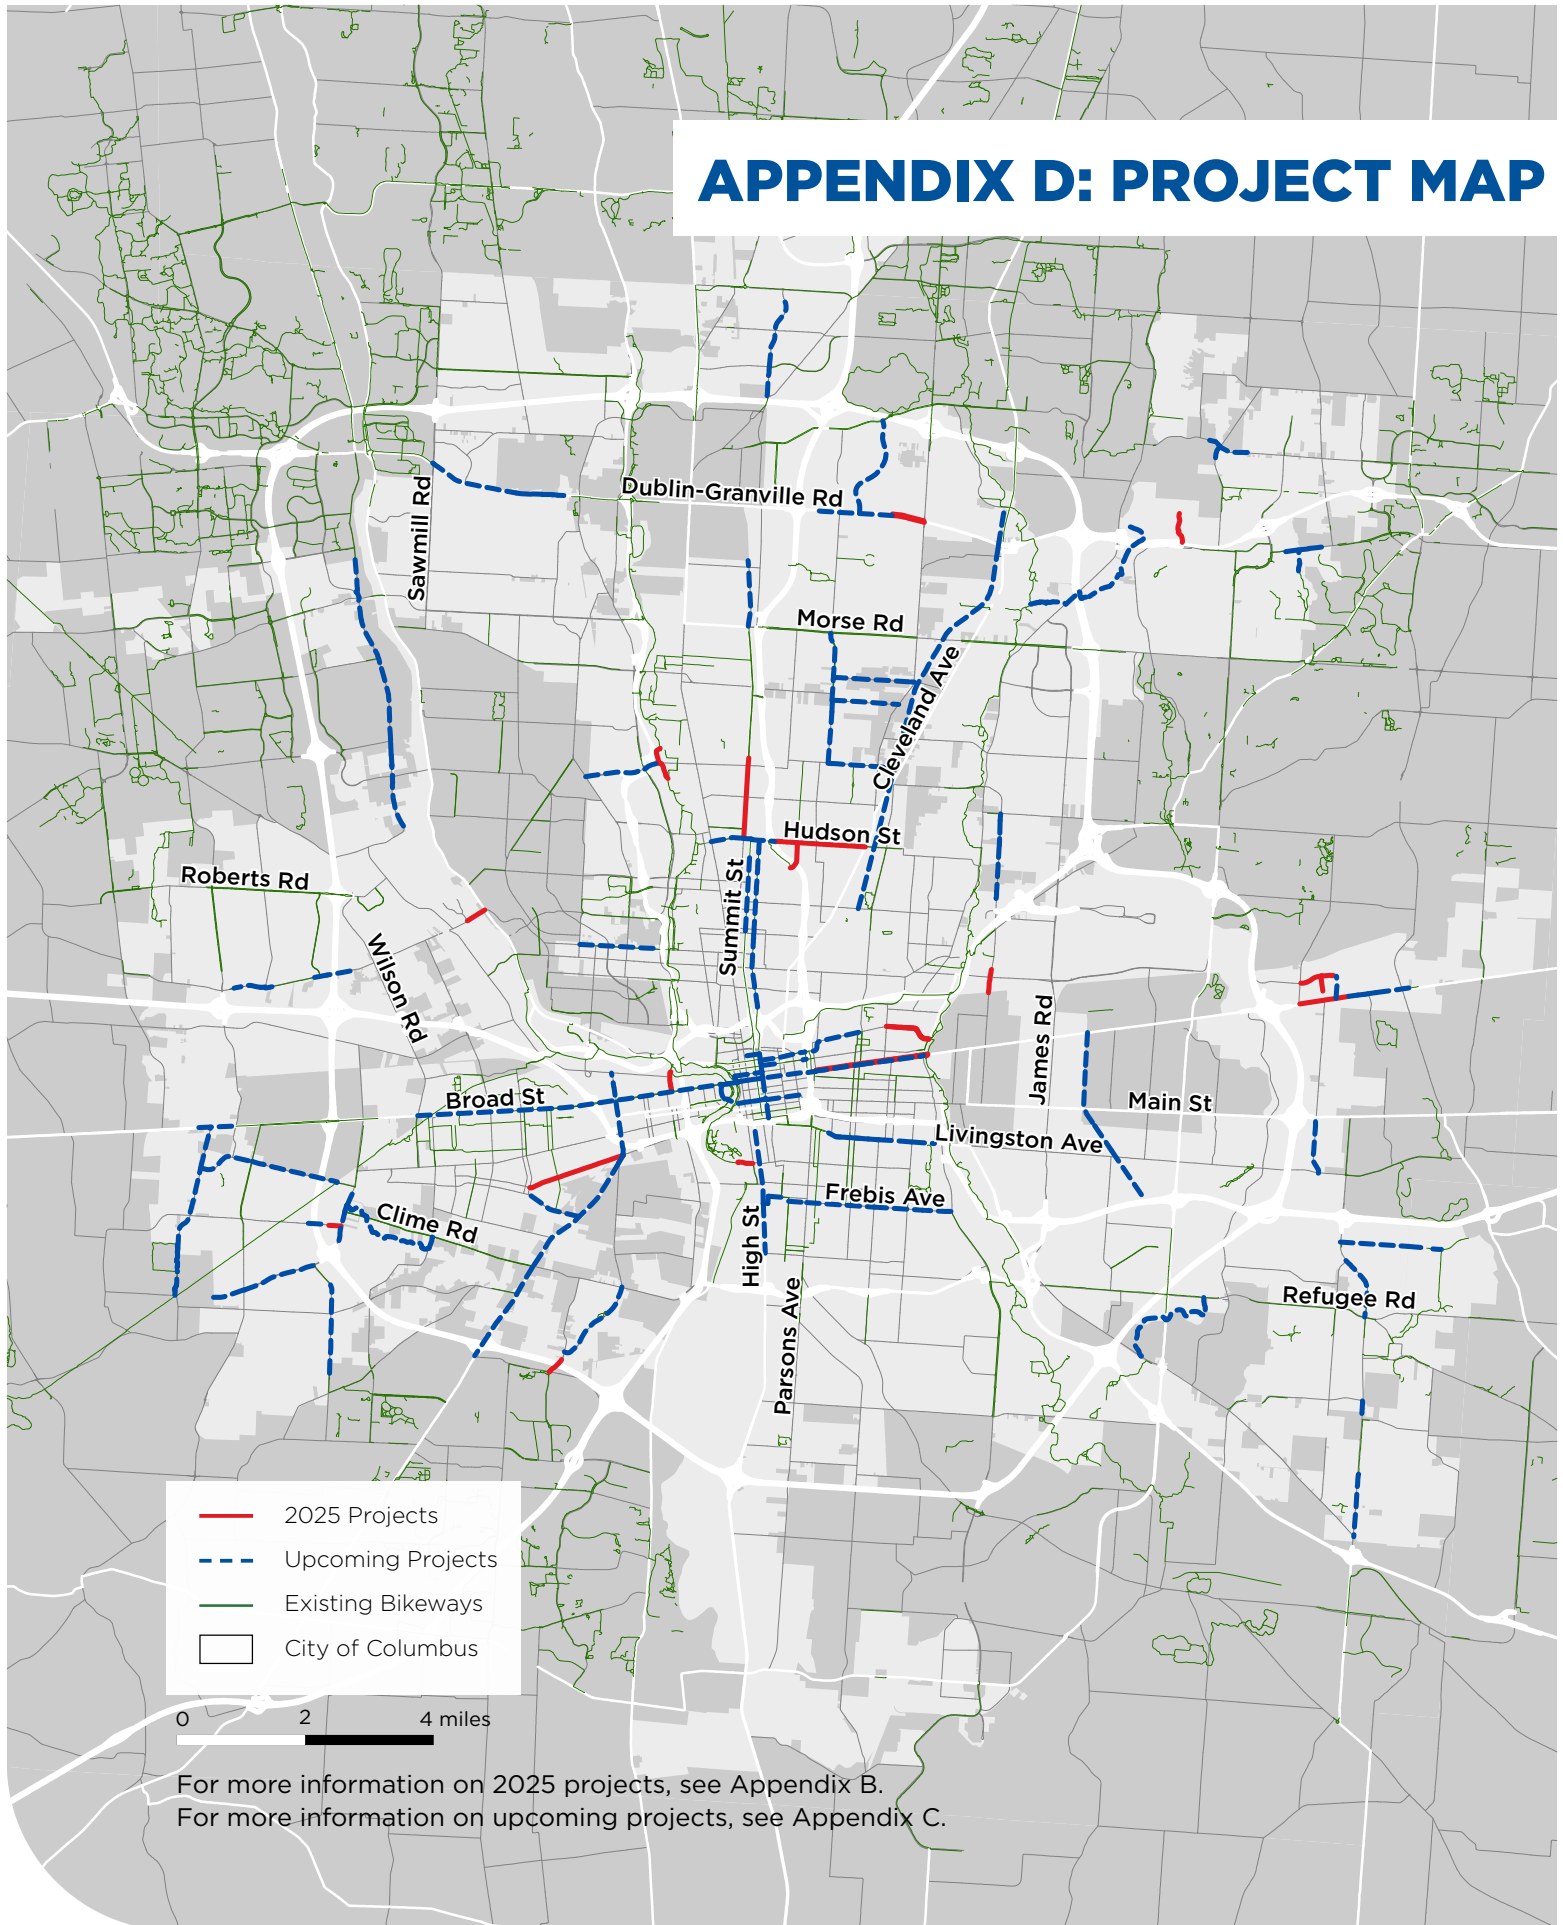 APPENDIX D: PROJECT MAP
Sawmill Rd
Dublin-Granville Rd
Morse Rd
Cleveland Ave
Hudson St
Roberts Rd
Summit St
Wilson Rd
James Rd
Broad St
Main St
Livingston Ave
Frebis Ave
Clime Rd
High St
Parsons Ave
Refugee Rd
2025 Projects
Upcoming Projects
Existing Bikeways
City of Columbus
0 2 4 miles
For more information on 2025 projects, see Appendix B.
For more information on upcoming projects, see Appendix C.